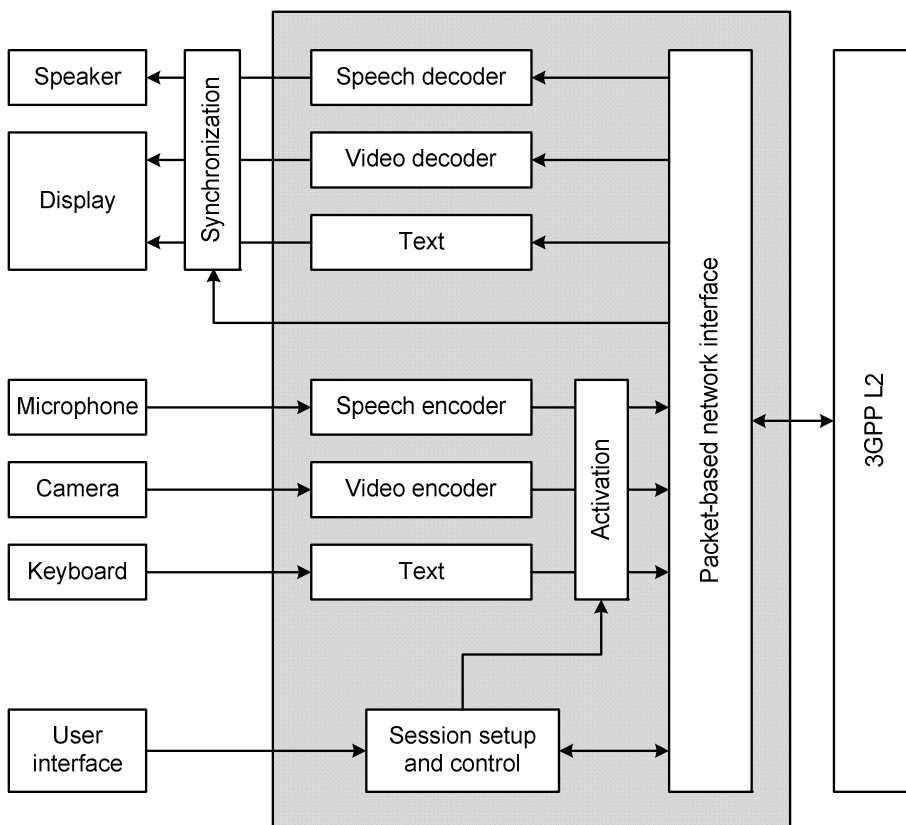 Speaker
Display
Synchronization
Speech decoder
Video decoder
Text
Microphone
Camera
Keyboard
Speech encoder
Video encoder
Text
Activation
User
interface
Session setup
and control
Packet-based network interface
3GPP L2